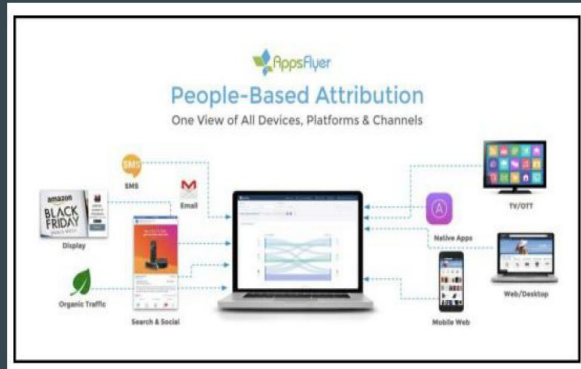 AppsFlyer
People-Based Attribution
One View of All Devices, Platforms & Channels
SMS
SMS
Email
amazon
BLACK
FRIDAY
Display
Organic Traffic
Search & Social
TV/OTT
Native Apps
Web/Desktop
Mobile Web